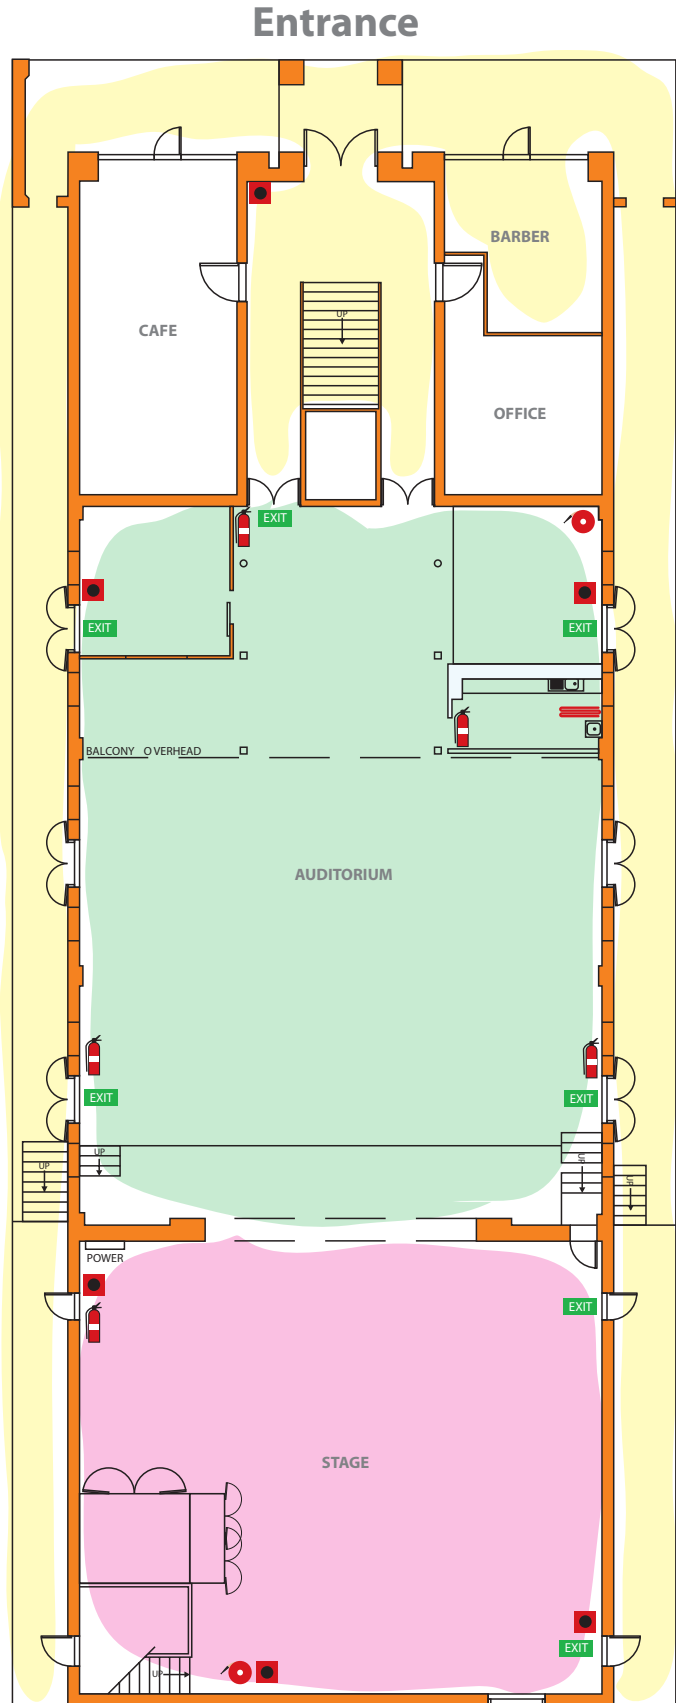 Entrance
BARBER
UP
CAFE
OFFICE
EXIT
EXIT
EXIT
BALCONY OVERHEAD
AUDITORIUM
EXIT
EXIT
UP
UP
UP
UP
POWER
EXIT
STAGE
EXIT
UP